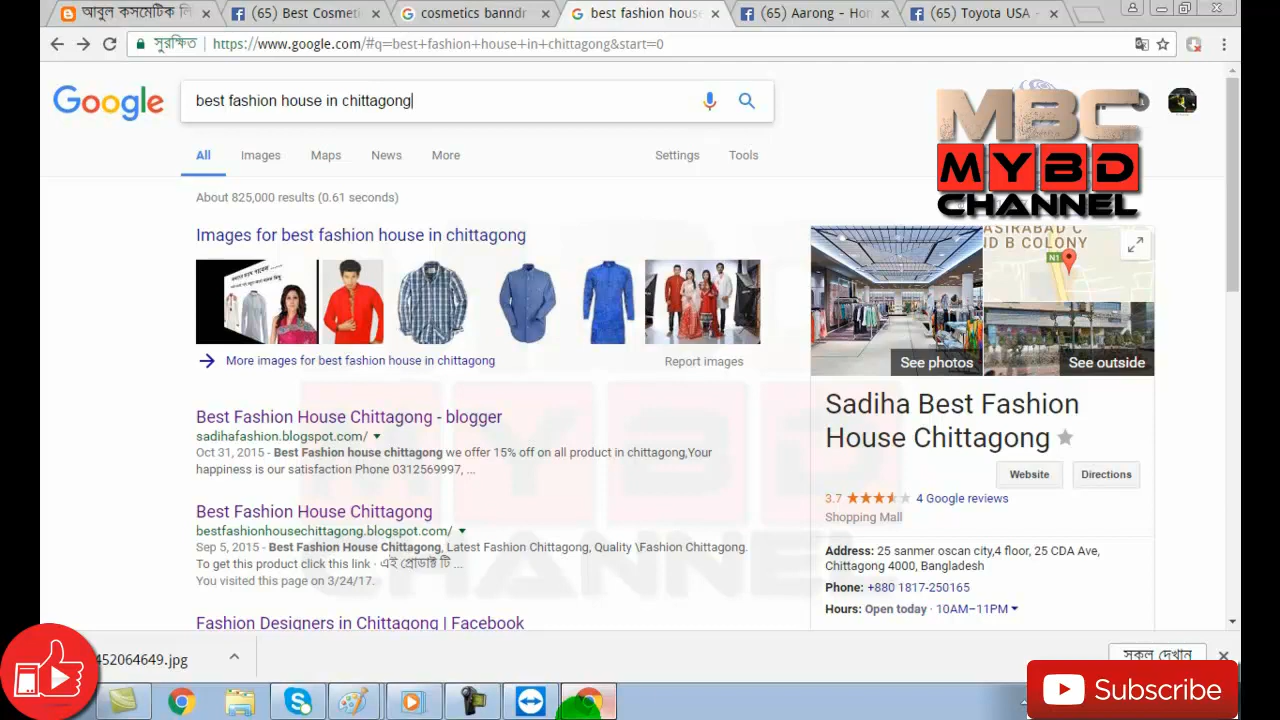 আবুল কসমেটিক লি
(65) Best Cosmeti
cosmetics banndr
best fashion house
(65) Aarong - Hom
(65) Toyota USA -
সুরক্ষিত
https://www.google.com/#q=best+fashion+house+in+chittagong&start=0
Google
best fashion house in chittagong
MBC
MYBD
CHANNEL
All
Images
Maps
News
More
Settings
Tools
About 825,000 results (0.61 seconds)
Images for best fashion house in chittagong
More images for best fashion house in chittagong
Report images
Best Fashion House Chittagong - blogger
sadihafashion.blogspot.com/
Oct 31, 2015 - Best Fashion house chittagong we offer 15% off on all product in chittagong,Your
happiness is our satisfaction Phone 0312569997, ...
Best Fashion House Chittagong
bestfashionhousechittagong.blogspot.com/
Sep 5, 2015 - Best Fashion House Chittagong, Latest Fashion Chittagong, Quality \Fashion Chittagong.
To get this product click this link · এই প্রোডাক্ট টি ...
You visited this page on 3/24/17.
Fashion Designers in Chittagong | Facebook
ASIRABAD C
ND B COLONY
N1
See photos
See outside
Sadiha Best Fashion
House Chittagong
Website
Directions
3.7
4 Google reviews
Shopping Mall
Address: 25 sanmer oscan city,4 floor, 25 CDA Ave,
Chittagong 4000, Bangladesh
Phone: +880 1817-250165
Hours: Open today · 10AM–11PM
MYBD
CHANNEL
452064649.jpg
সকল দেখান
Subscribe